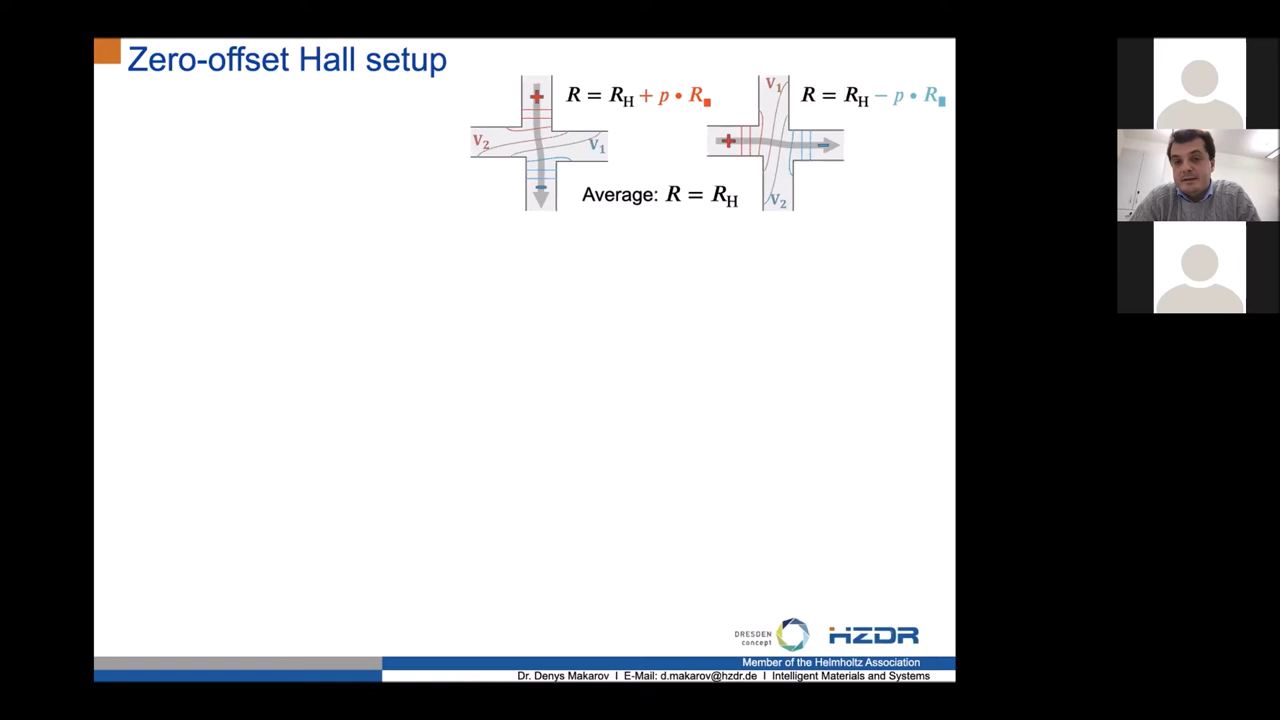 Zero-offset Hall setup
+
V₂
V₁
−
R = R_H + p • R_■
+
V₁
−
V₂
R = R_H − p • R_■
Average: R = R_H
DRESDEN
concept
HZDR
Member of the Helmholtz Association
Dr. Denys Makarov I E-Mail: d.makarov@hzdr.de I Intelligent Materials and Systems